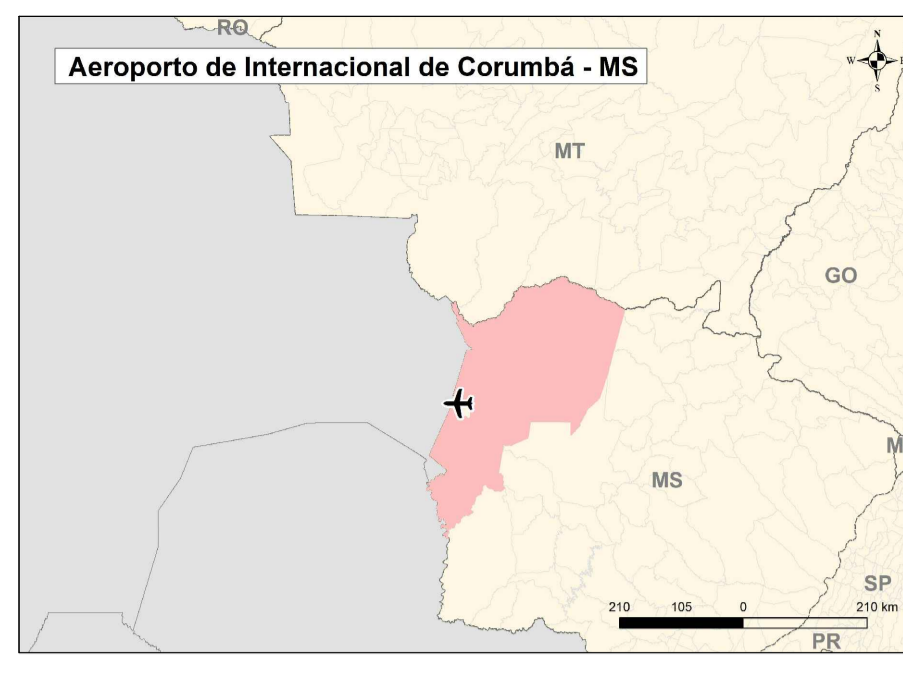 RO
Aeroporto de Internacional de Corumbá - MS
N
W
E
S
MT
GO
M
MS
SP
210 105 0 210 km
PR